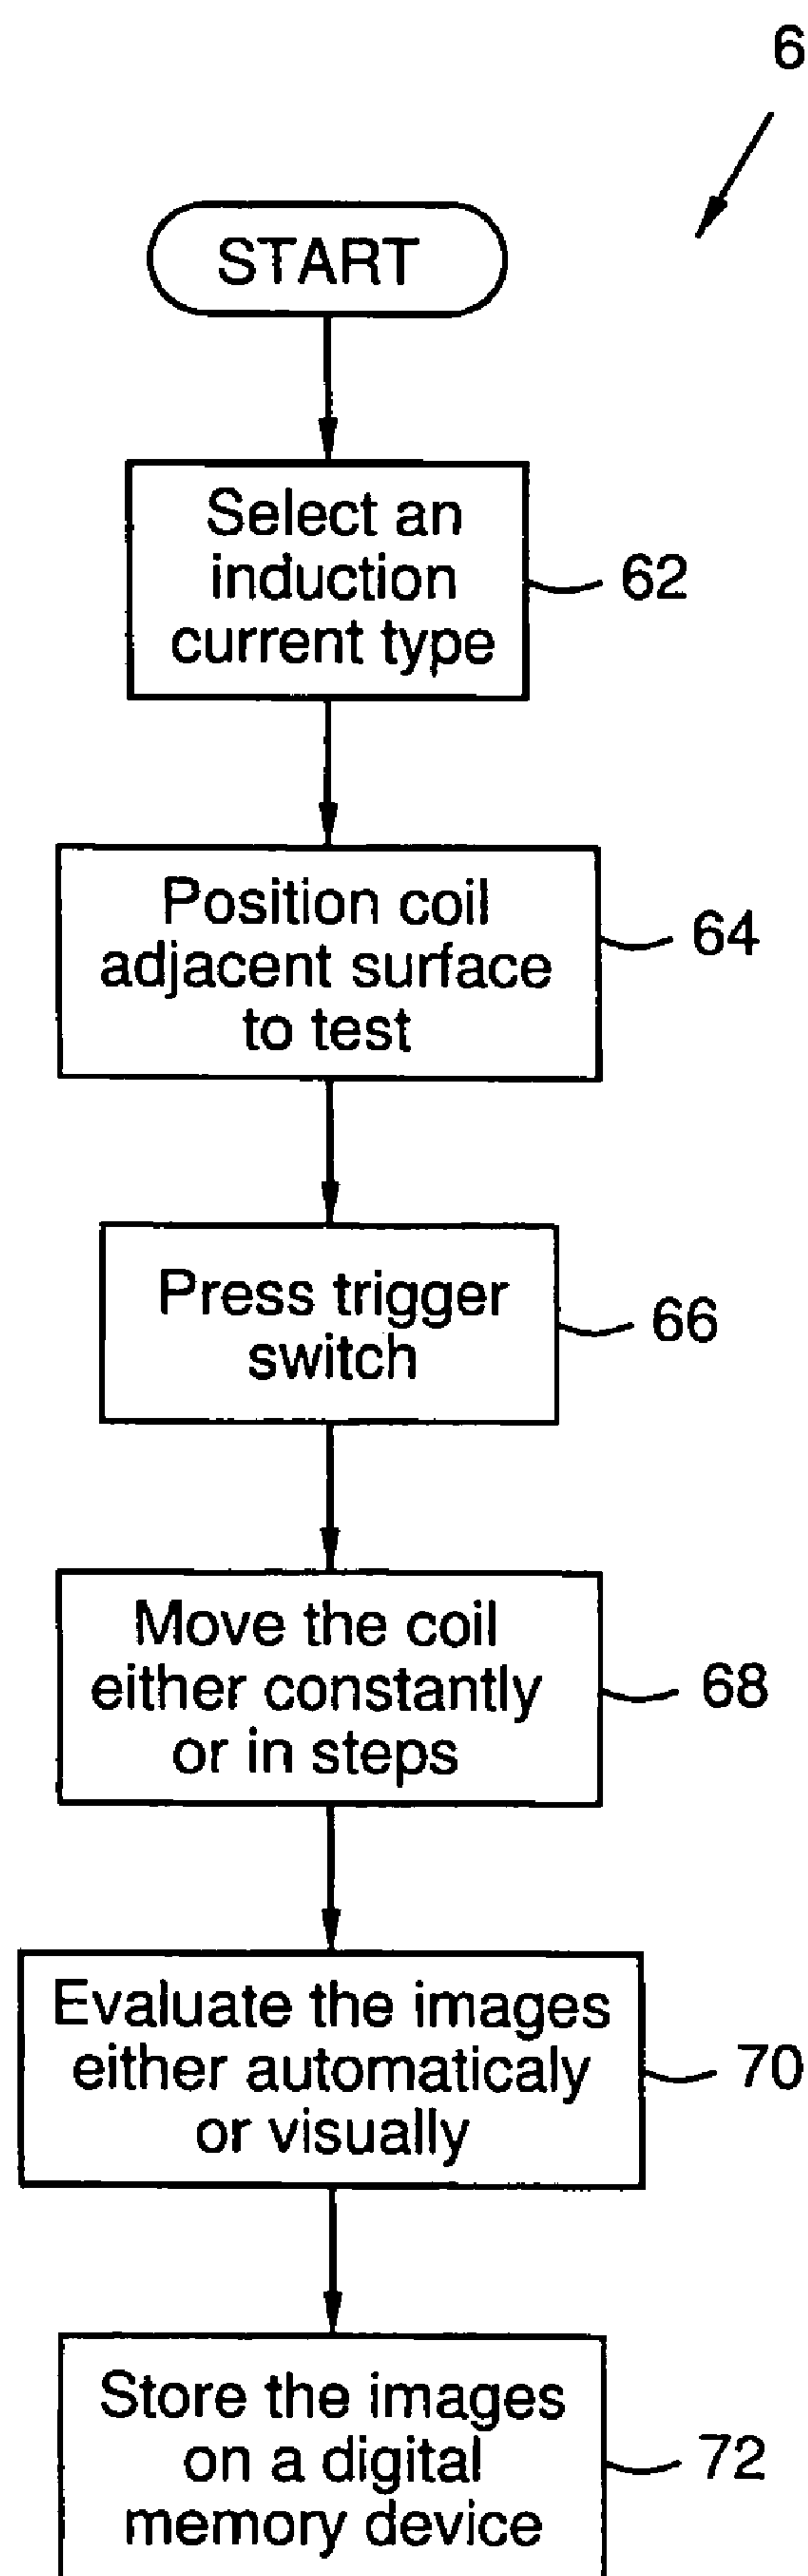 6
START
Select an
induction
current type
62
Position coil
adjacent surface
to test
64
Press trigger
switch
66
Move the coil
either constantly
or in steps
68
Evaluate the images
either automaticaly
or visually
70
Store the images
on a digital
memory device
72